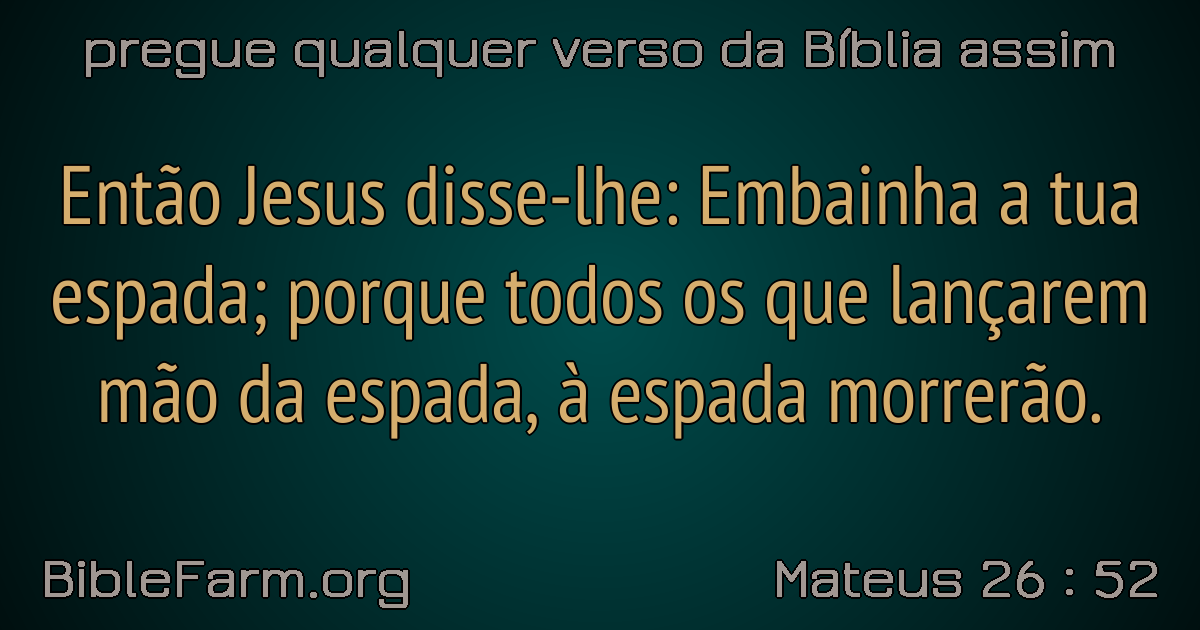 pregue qualquer verso da Bíblia assim
Então Jesus disse-lhe: Embainha a tua
espada; porque todos os que lançarem
mão da espada, à espada morrerão.
BibleFarm.org
Mateus 26 : 52